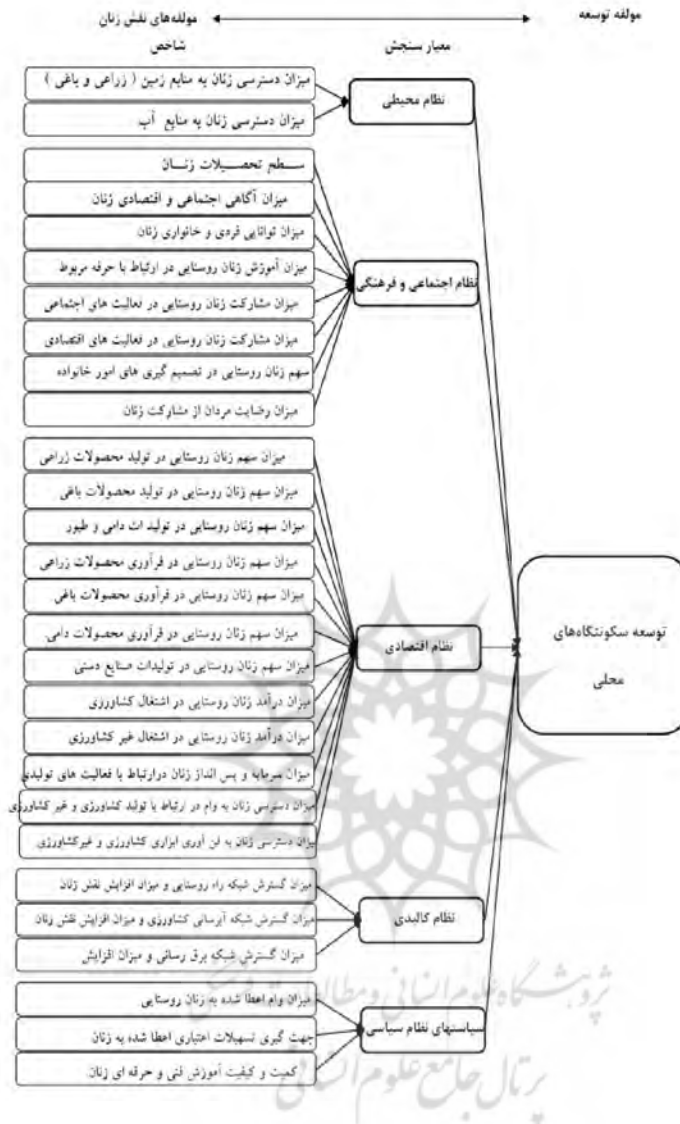 مولفه توسعه
مولفه‌های نقش زنان
معیار سنجش
شاخص
میزان دسترسی زنان به منابع زمین ( زراعی و باغی )
میزان دسترسی زنان به منابع آب
نظام محیطی
سطح تحصیلات زنان
میزان آگاهی اجتماعی و اقتصادی زنان
میزان توانایی فردی و خانواری زنان
میزان آموزش زنان روستایی در ارتباط با حرفه مربوط
میزان مشارکت زنان روستایی در فعالیت های اجتماعی
میزان مشارکت زنان روستایی در فعالیت های اقتصادی
سهم زنان روستایی در تصمیم گیری های امور خانواده
میزان رضایت مردان از مشارکت زنان
نظام اجتماعی و فرهنگی
میزان سهم زنان روستایی در تولید محصولات زراعی
میزان سهم زنان روستایی در تولید محصولات باغی
میزان سهم زنان روستایی در تولید ات دامی و طیور
میزان سهم زنان روستایی در فرآوری محصولات زراعی
میزان سهم زنان روستایی در فرآوری محصولات باغی
میزان سهم زنان روستایی در فرآوری محصولات دامی.
میزان سهم زنان روستایی در تولیدات صنایع دستی
میزان درآمد زنان روستایی در اشتغال کشاورزی
میزان درآمد زنان روستایی در اشتغال غیر کشاورزی
میزان سرمایه و پس انداز زنان درارتباط با فعالیت های تولیدی
میزان دسترسی زنان به وام در ارتباط با تولید کشاورزی و غیر کشاورزی
میزان دسترسی زنان به فن آوری ابزاری کشاورزی و غیرکشاورزی
نظام اقتصادی
توسعه سکونتگاه‌های
محلی
میزان گسترش شبکه راه روستایی و میزان افزایش نقش زنان
میزان گسترش شبکه آبرسانی کشاورزی و میزان افزایش نقش زنان
میزان گسترش شبکه برق رسانی و میزان افزایش
نظام کالبدی
میزان وام اعطا شده به زنان روستایی
جهت گیری تسهیلات اعتباری اعطا شده به زنان
کمیت و کیفیت آموزش فنی و حرفه ای زنان
سیاستهای نظام سیاسی
پژوهشگاه علوم انسانی و مطالعات فرهنگی
پرتال جامع علوم انسانی